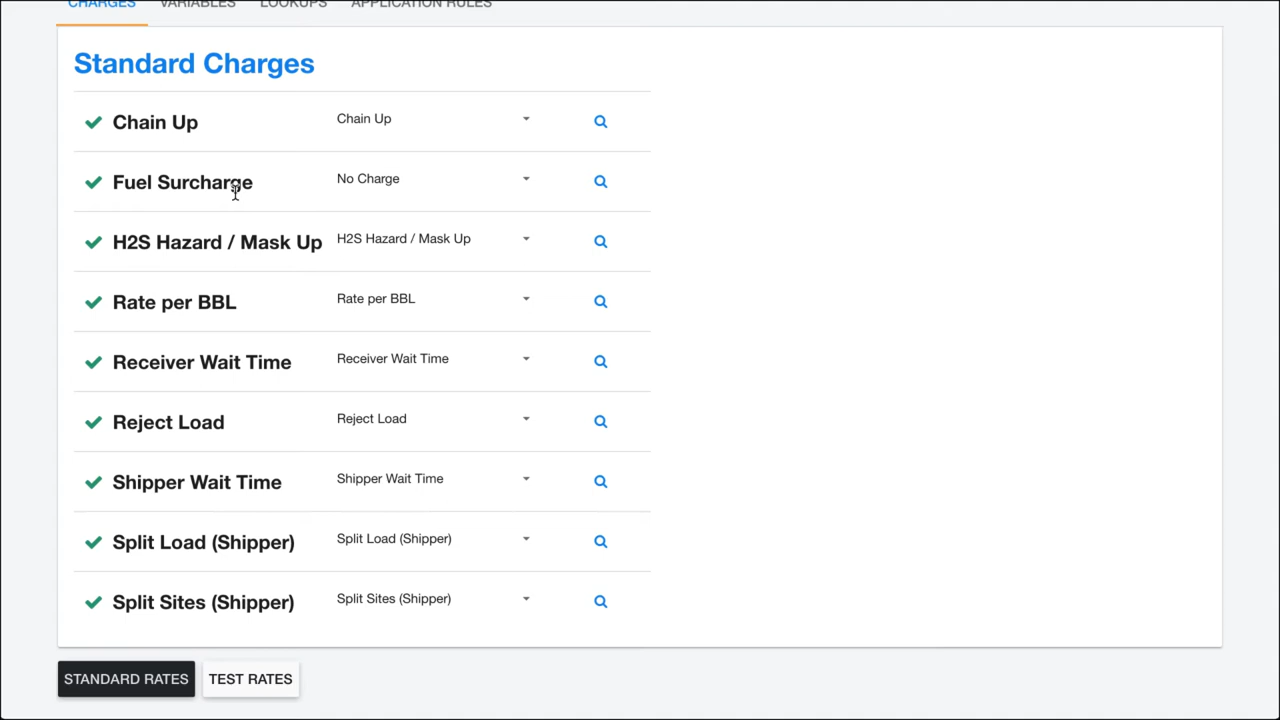 CHARGES VARIABLES LOOKUPS APPLICATION RULES
Standard Charges
Chain Up Chain Up
Fuel Surcharge No Charge
H2S Hazard / Mask Up H2S Hazard / Mask Up
Rate per BBL Rate per BBL
Receiver Wait Time Receiver Wait Time
Reject Load Reject Load
Shipper Wait Time Shipper Wait Time
Split Load (Shipper) Split Load (Shipper)
Split Sites (Shipper) Split Sites (Shipper)
STANDARD RATES TEST RATES